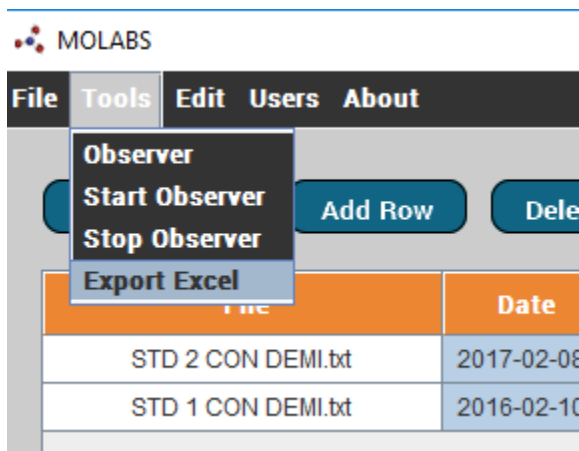 MOLABS
File Tools Edit Users About
Observer
Start Observer
Stop Observer
Export Excel
Add Row
Date
STD 2 CON DEMI.txt 2017-02-08
STD 1 CON DEMI.txt 2016-02-10